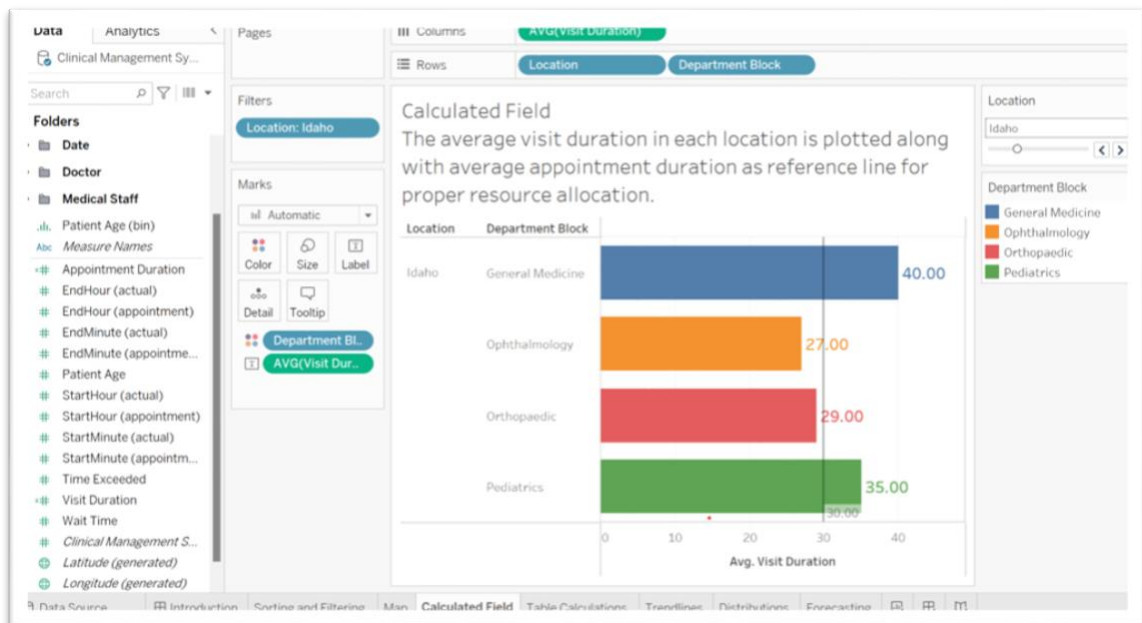 Data Analytics
Clinical Management Sy...
Search
Folders
Date
Doctor
Medical Staff
Patient Age (bin)
Abc Measure Names
Appointment Duration
EndHour (actual)
EndHour (appointment)
EndMinute (actual)
EndMinute (appointme...
Patient Age
StartHour (actual)
StartHour (appointment)
StartMinute (actual)
StartMinute (appointm...
Time Exceeded
Visit Duration
Wait Time
Clinical Management S...
Latitude (generated)
Longitude (generated)
Pages
Filters
Location: Idaho
Marks
Automatic
Color Size Label
Detail Tooltip
Department Bl..
AVG(Visit Dur..
Columns AVG(Visit Duration)
Rows Location Department Block
Calculated Field
The average visit duration in each location is plotted along
with average appointment duration as reference line for
proper resource allocation.
Location Department Block
Idaho General Medicine 40.00
Ophthalmology 27.00
Orthopaedic 29.00
Pediatrics 35.00
30.00
0 10 20 30 40
Avg. Visit Duration
Location
Idaho
Department Block
General Medicine
Ophthalmology
Orthopaedic
Pediatrics
Data Source Introduction Sorting and Filtering Map Calculated Field Table Calculations Trendlines Distributions Forecasting